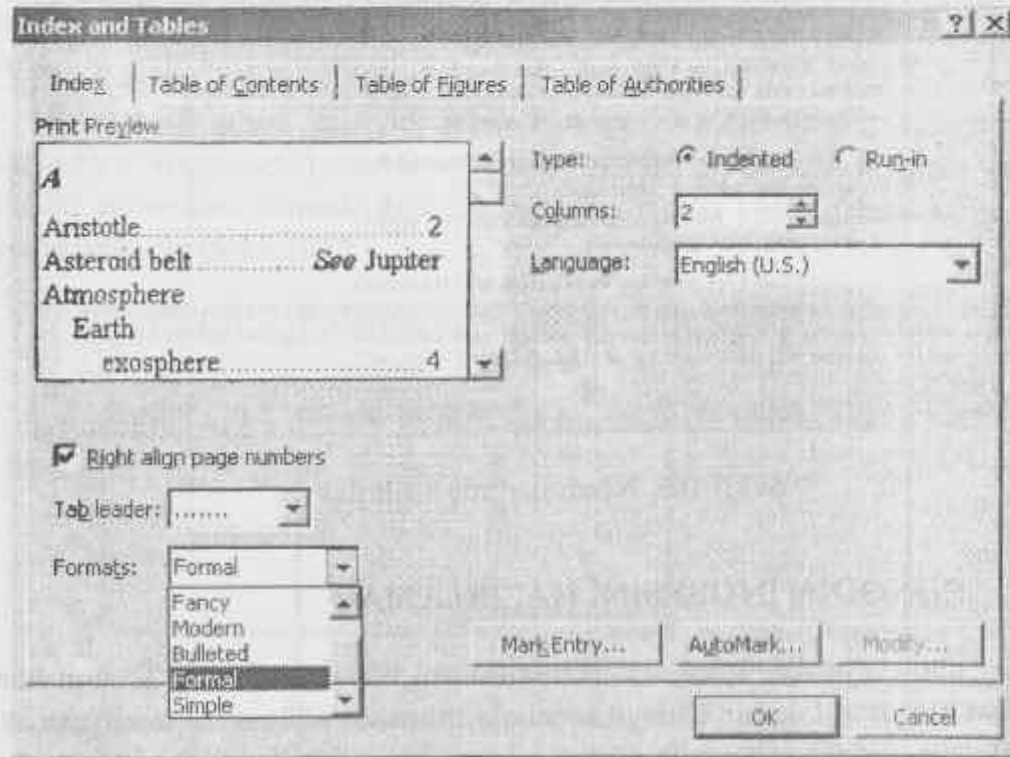 Index and Tables
Index
Table of Contents
Table of Figures
Table of Authorities
Print Preview
A
Aristotle 2
Asteroid belt See Jupiter
Atmosphere
Earth
exosphere 4
Type: Indented Run-in
Columns: 2
Language: English (U.S.)
Right align page numbers
Tab leader: .......
Formats: Formal
Fancy
Modern
Bulleted
Formal
Simple
Mark Entry... AutoMark... Modify...
OK Cancel